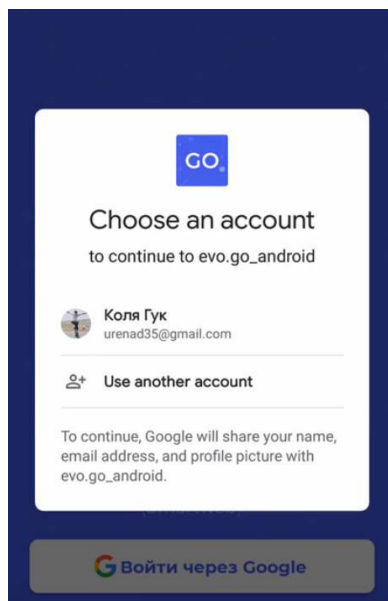 GO
Choose an account
to continue to evo.go_android
Коля Гук
urenad35@gmail.com
Use another account
To continue, Google will share your name,
email address, and profile picture with
evo.go_android.
Войти через Google